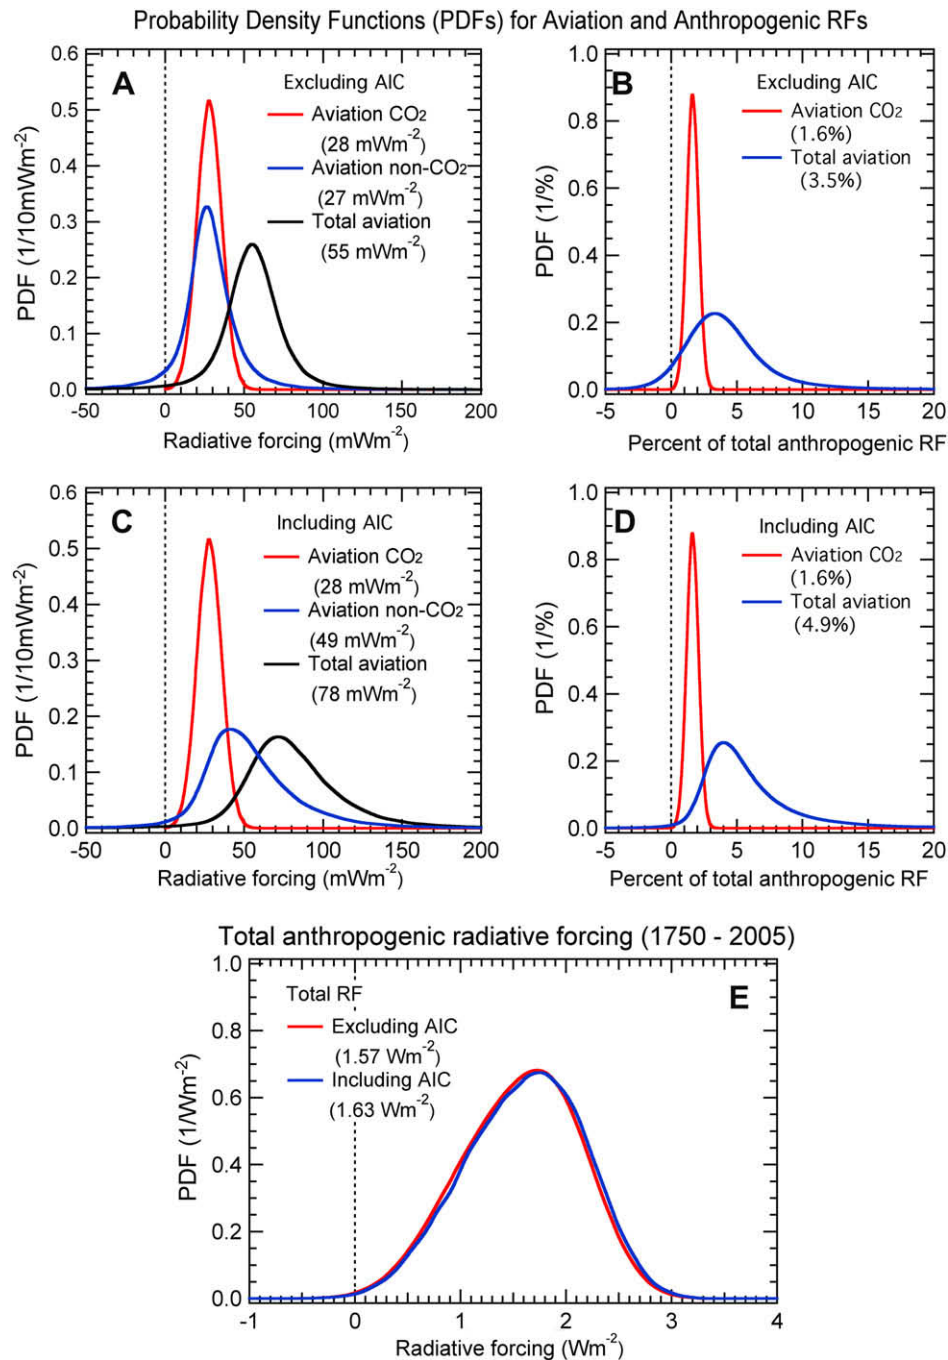 Probability Density Functions (PDFs) for Aviation and Anthropogenic RFs
A
Excluding AIC
Aviation CO₂
(28 mWm⁻²)
Aviation non-CO₂
(27 mWm⁻²)
Total aviation
(55 mWm⁻²)
PDF (1/10mWm⁻²)
0.6
0.5
0.4
0.3
0.2
0.1
0.0
-50 0 50 100 150 200
Radiative forcing (mWm⁻²)
B
Excluding AIC
Aviation CO₂
(1.6%)
Total aviation
(3.5%)
PDF (1/%)
1.0
0.8
0.6
0.4
0.2
0.0
-5 0 5 10 15 20
Percent of total anthropogenic RF
C
Including AIC
Aviation CO₂
(28 mWm⁻²)
Aviation non-CO₂
(49 mWm⁻²)
Total aviation
(78 mWm⁻²)
PDF (1/10mWm⁻²)
0.6
0.5
0.4
0.3
0.2
0.1
0.0
-50 0 50 100 150 200
Radiative forcing (mWm⁻²)
D
Including AIC
Aviation CO₂
(1.6%)
Total aviation
(4.9%)
PDF (1/%)
1.0
0.8
0.6
0.4
0.2
0.0
-5 0 5 10 15 20
Percent of total anthropogenic RF
Total anthropogenic radiative forcing (1750 - 2005)
E
Total RF
Excluding AIC
(1.57 Wm⁻²)
Including AIC
(1.63 Wm⁻²)
PDF (1/Wm⁻²)
1.0
0.8
0.6
0.4
0.2
0.0
-1 0 1 2 3 4
Radiative forcing (Wm⁻²)